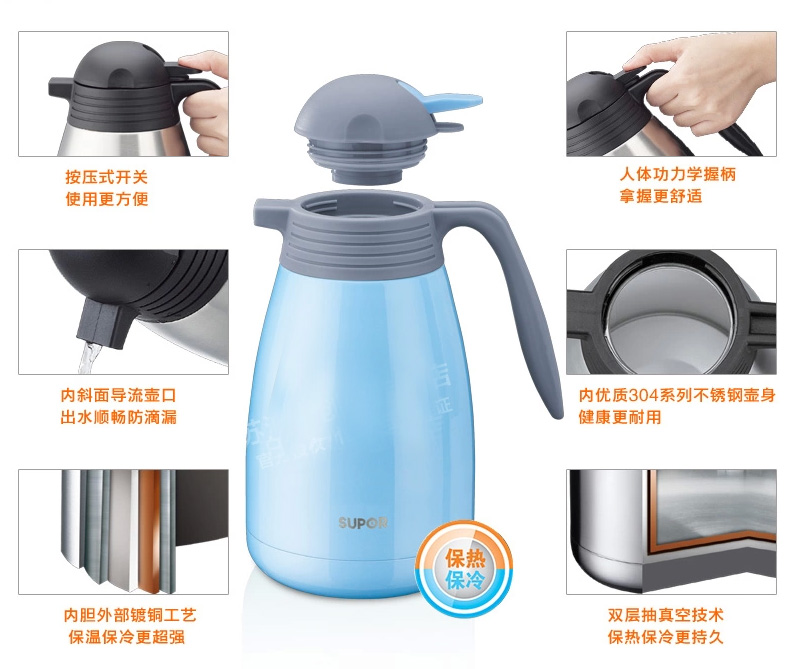 按压式开关
使用更方便
人体功力学握柄
拿握更舒适
内斜面导流壶口
出水顺畅防滴漏
内优质304系列不锈钢壶身
健康更耐用
SUPOR
保热
保冷
内胆外部镀铜工艺
保温保冷更超强
双层抽真空技术
保热保冷更持久